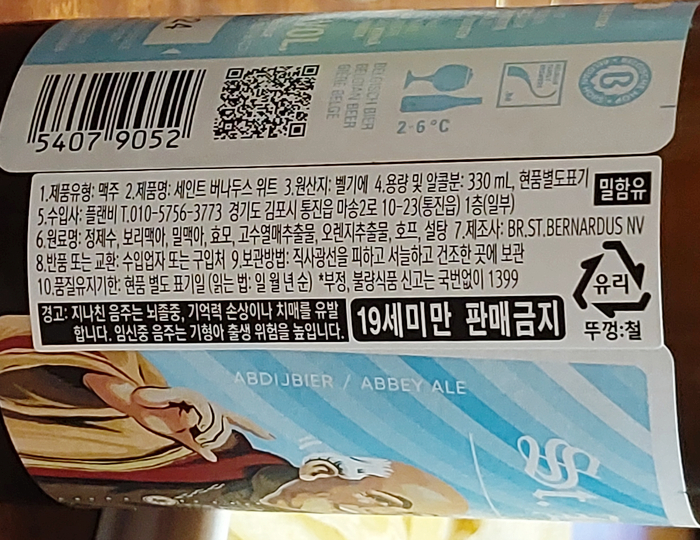 24
5407 9052
BELGISCH BIER
BELGIAN BEER
BIÈRE BELGE
2-6°C
1.제품유형: 맥주 2.제품명: 세인트 버나두스 위트 3.원산지: 벨기에 4.용량 및 알콜분: 330 mL, 현품별도표기
5.수입사: 플랜비 T.010-5756-3773 경기도 김포시 통진읍 마송2로 10-23(통진읍) 1층(일부)
6.원료명: 정제수, 보리맥아, 밀맥아, 효모, 고수열매추출물, 오렌지추출물, 호프, 설탕 7.제조사: BR.ST.BERNARDUS NV
8.반품 또는 교환: 수입업자 또는 구입처 9.보관방법: 직사광선을 피하고 서늘하고 건조한 곳에 보관
10.품질유지기한: 현품 별도 표기일 (읽는 법: 일 월 년 순) *부정, 불량식품 신고는 국번없이 1399
밀함유
유리
뚜껑:철
경고: 지나친 음주는 뇌졸중, 기억력 손상이나 치매를 유발
합니다. 임신중 음주는 기형아 출생 위험을 높입니다.
19세미만 판매금지
ABDIJBIER / ABBEY ALE
St.